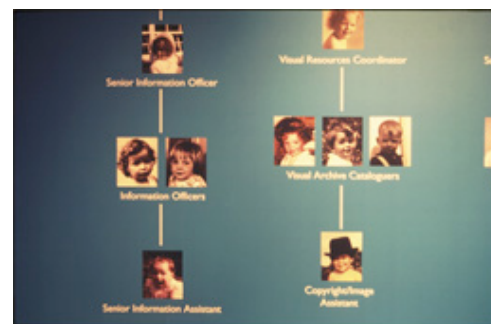 Senior Information Officer
Information Officers
Senior Information Assistant
Visual Resources Coordinator
Visual Archive Cataloguers
Copyright/Image
Assistant